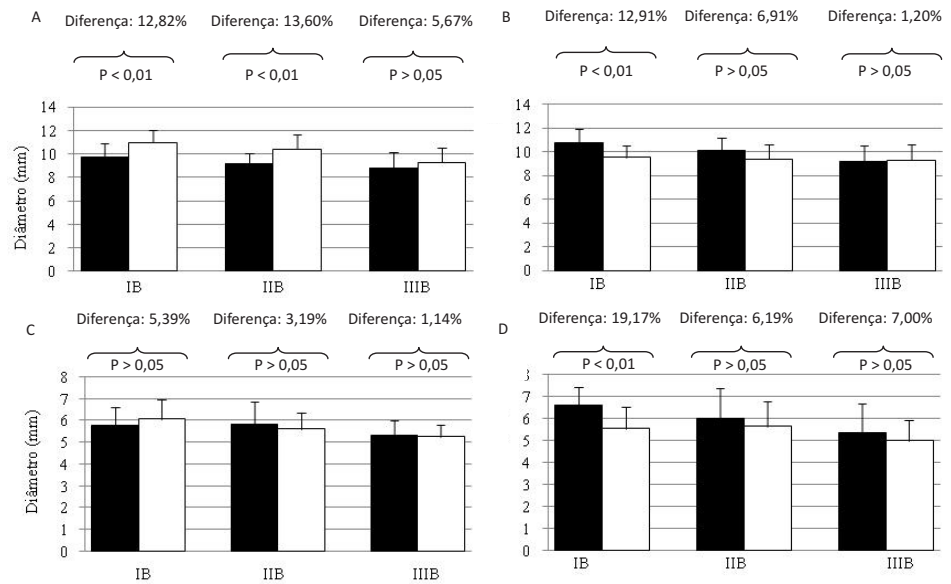 A
Diferença: 12,82% Diferença: 13,60% Diferença: 5,67%
P < 0,01 P < 0,01 P > 0,05
Diâmetro (mm)
14
12
10
8
6
4
2
0
IB IIB IIIB
B
Diferença: 12,91% Diferença: 6,91% Diferença: 1,20%
P < 0,01 P > 0,05 P > 0,05
14
12
10
8
6
4
2
0
IB IIB IIIB
C
Diferença: 5,39% Diferença: 3,19% Diferença: 1,14%
P > 0,05 P > 0,05 P > 0,05
Diâmetro (mm)
8
7
6
5
4
3
2
1
0
IB IIB IIIB
D
Diferença: 19,17% Diferença: 6,19% Diferença: 7,00%
P < 0,01 P > 0,05 P > 0,05
7
6
5
4
3
2
1
0
IB IIB IIIB